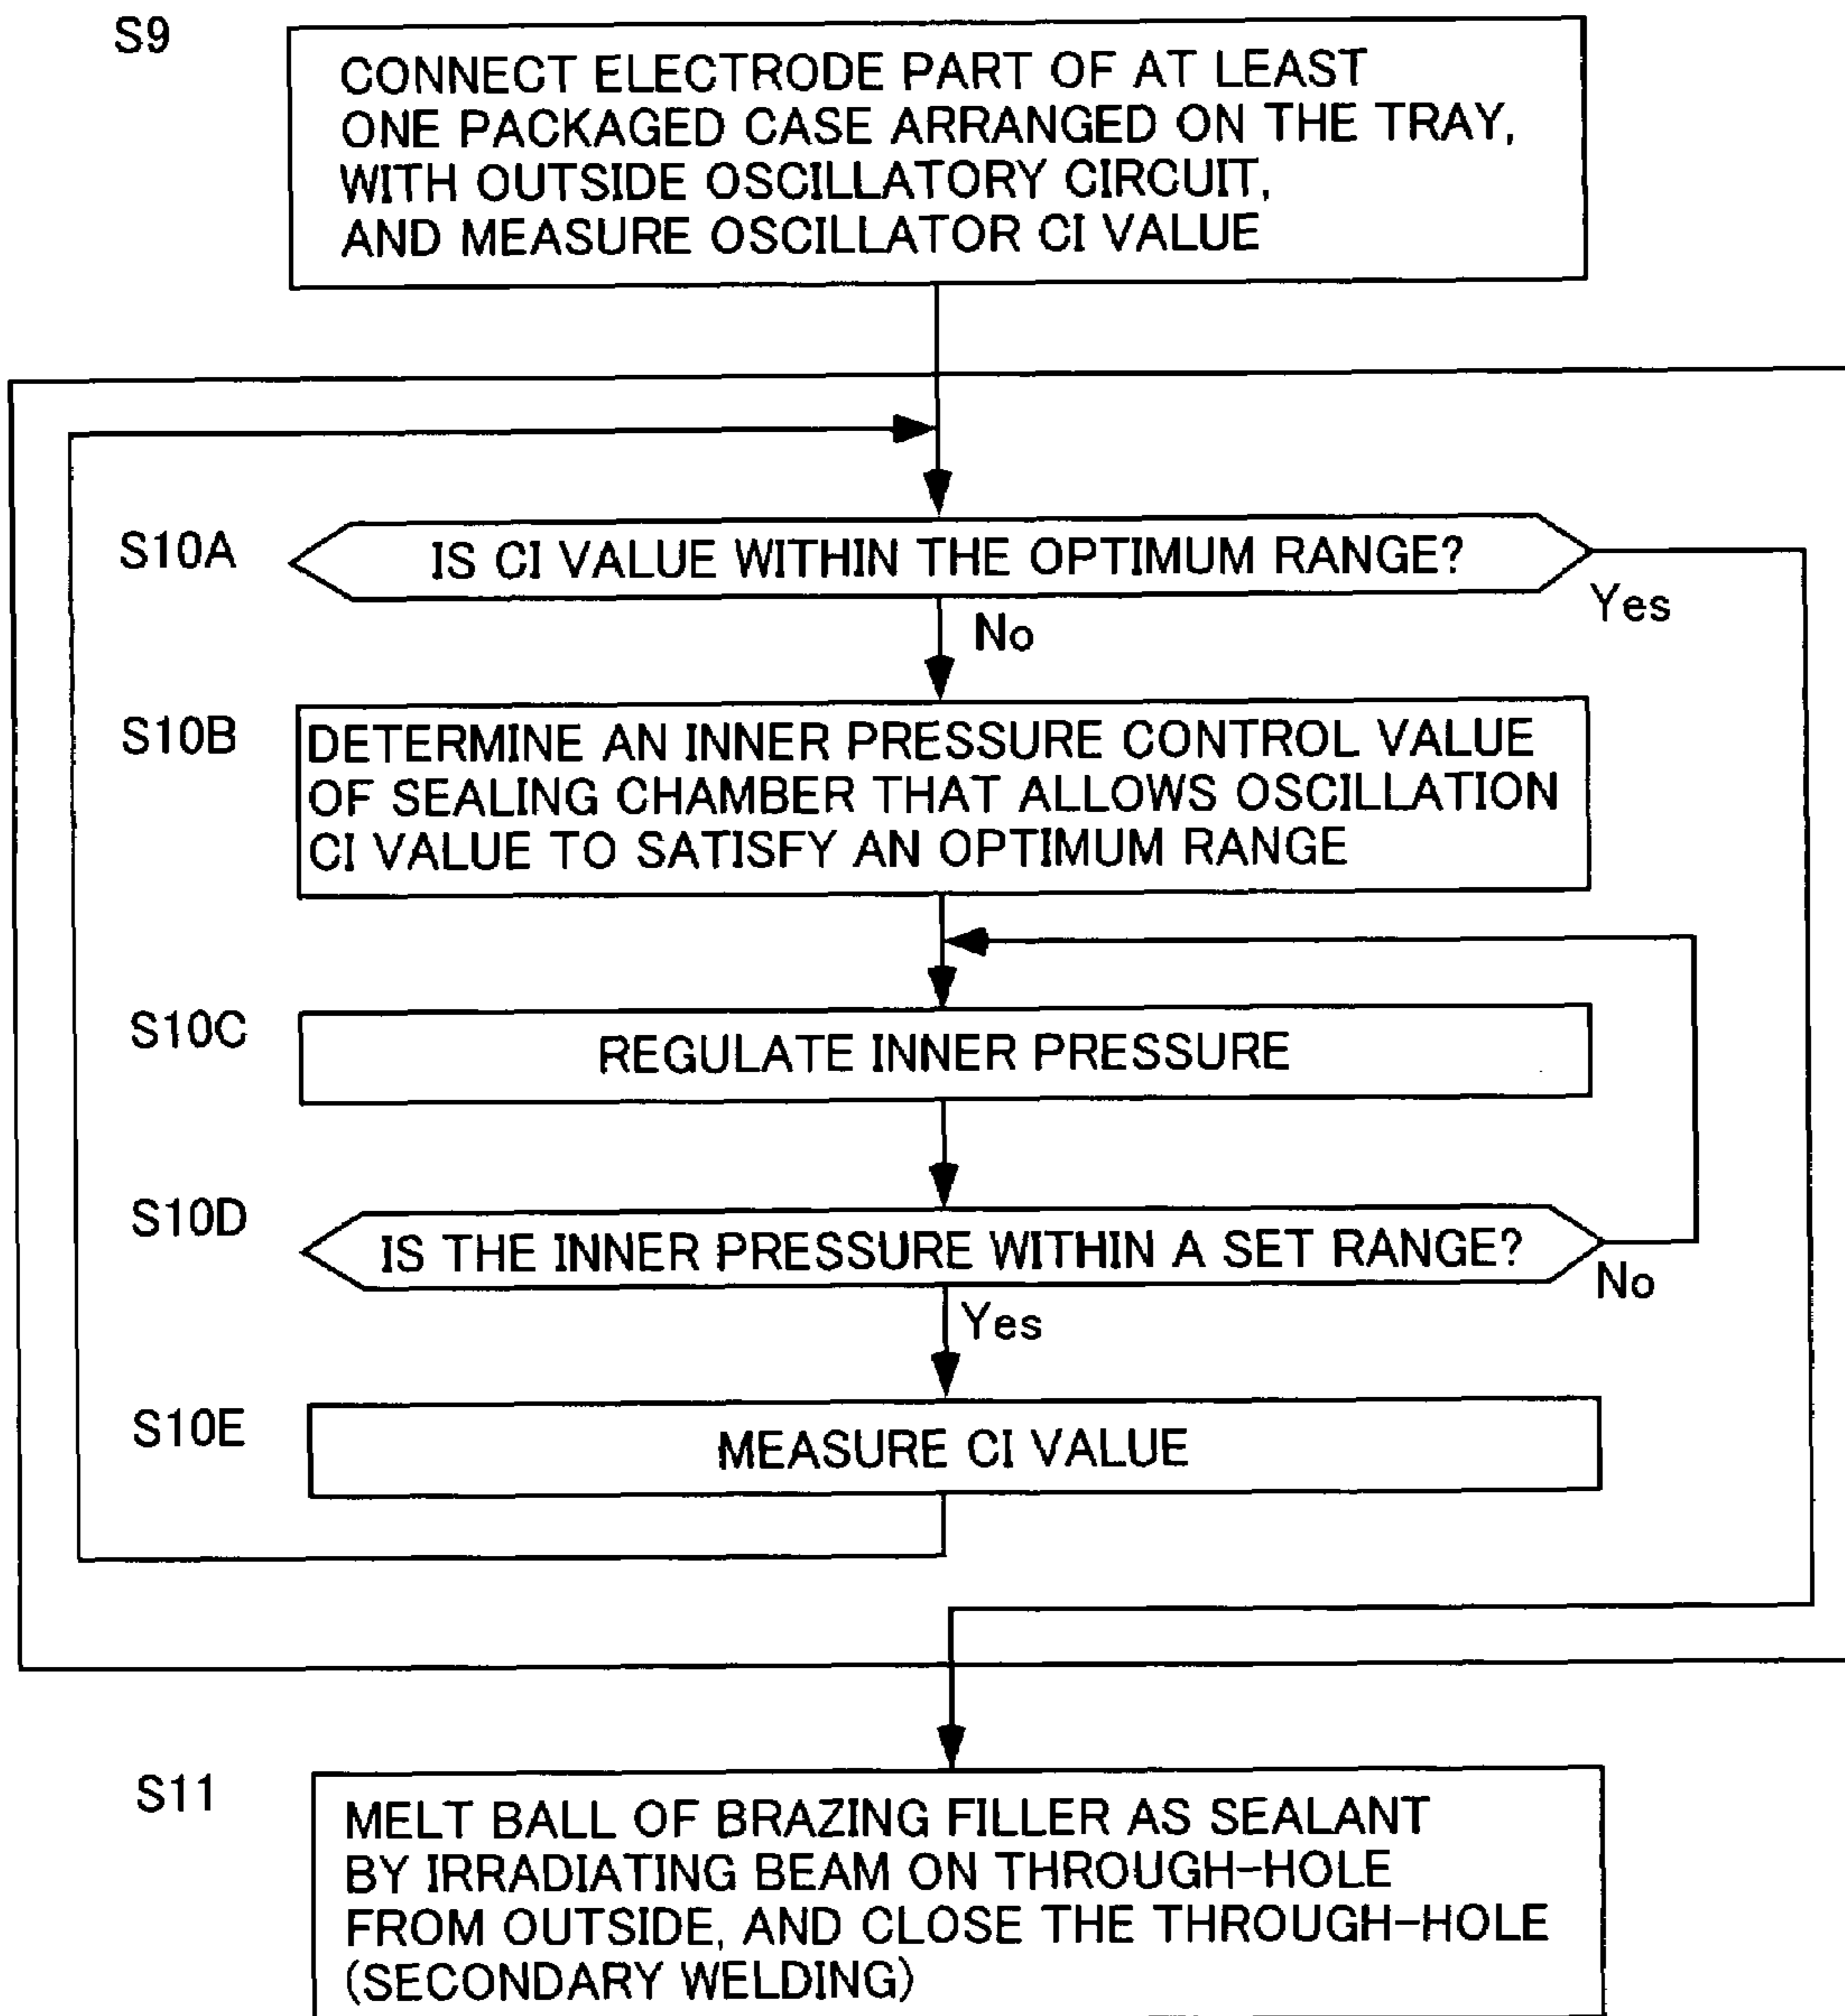 S9
CONNECT ELECTRODE PART OF AT LEAST
ONE PACKAGED CASE ARRANGED ON THE TRAY,
WITH OUTSIDE OSCILLATORY CIRCUIT,
AND MEASURE OSCILLATOR CI VALUE
S10A
IS CI VALUE WITHIN THE OPTIMUM RANGE?
Yes
No
S10B
DETERMINE AN INNER PRESSURE CONTROL VALUE
OF SEALING CHAMBER THAT ALLOWS OSCILLATION
CI VALUE TO SATISFY AN OPTIMUM RANGE
S10C
REGULATE INNER PRESSURE
S10D
IS THE INNER PRESSURE WITHIN A SET RANGE?
No
Yes
S10E
MEASURE CI VALUE
S11
MELT BALL OF BRAZING FILLER AS SEALANT
BY IRRADIATING BEAM ON THROUGH-HOLE
FROM OUTSIDE, AND CLOSE THE THROUGH-HOLE
(SECONDARY WELDING)